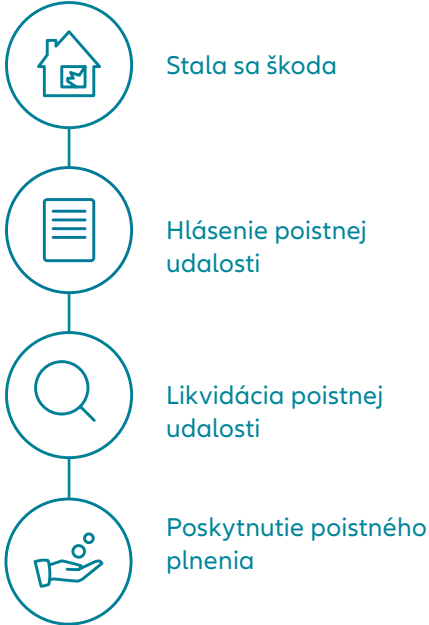 Stala sa škoda
Hlásenie poistnej
udalosti
Likvidácia poistnej
udalosti
Poskytnutie poistného
plnenia